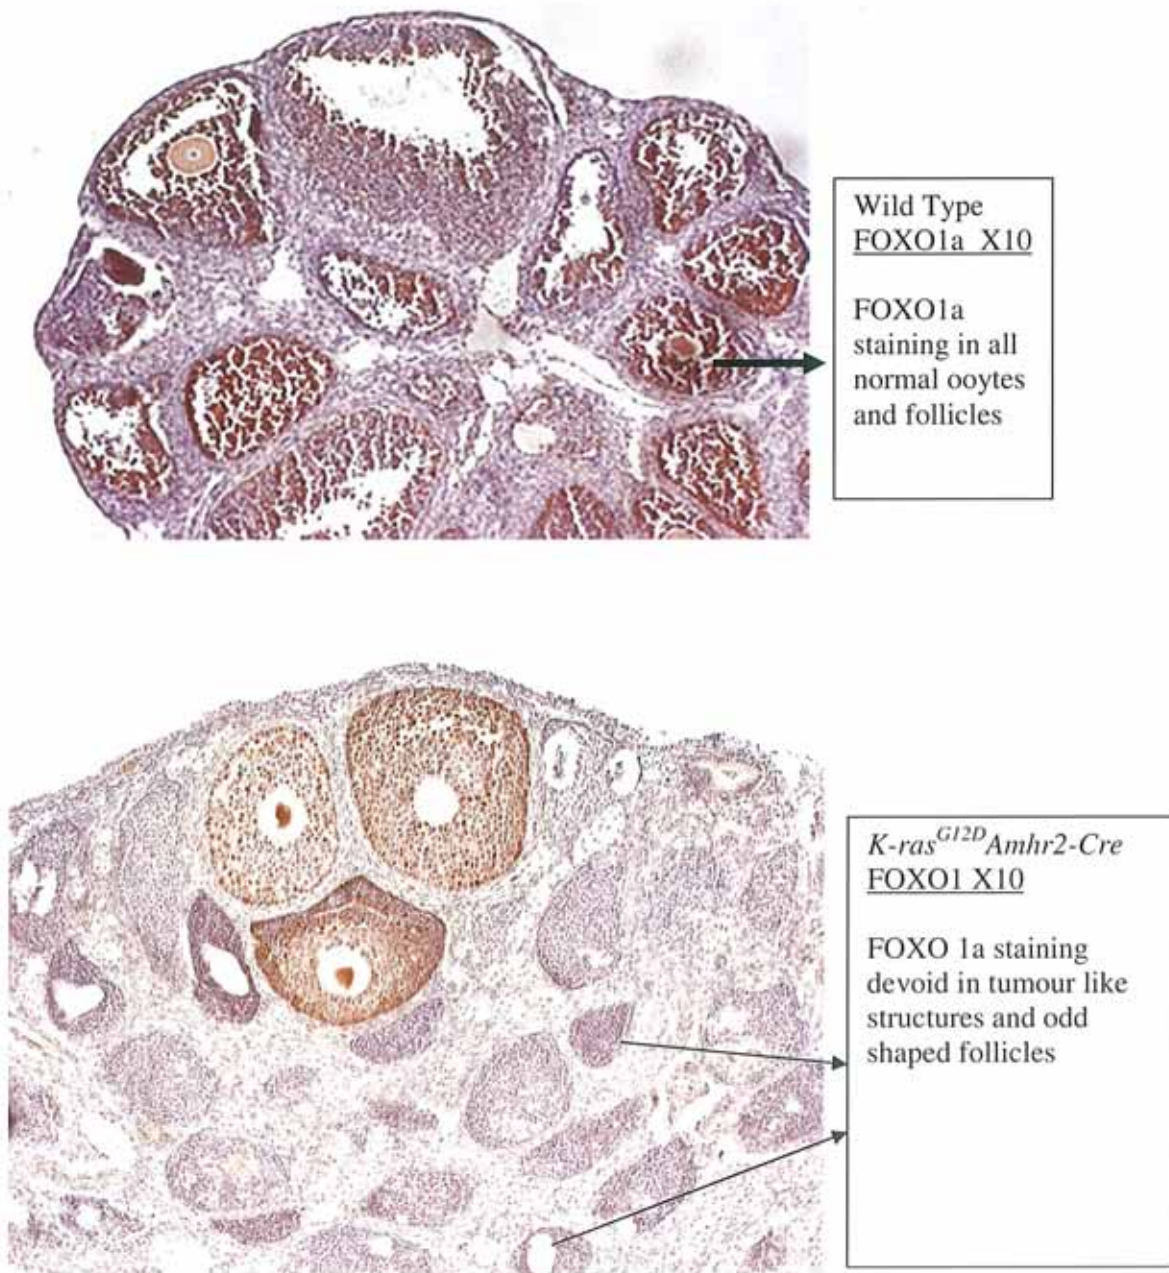 Wild Type
FOXO1a X10
FOXO1a
staining in all
normal ooytes
and follicles
K-ras^G12D Amhr2-Cre
FOXO1 X10
FOXO 1a staining
devoid in tumour like
structures and odd
shaped follicles